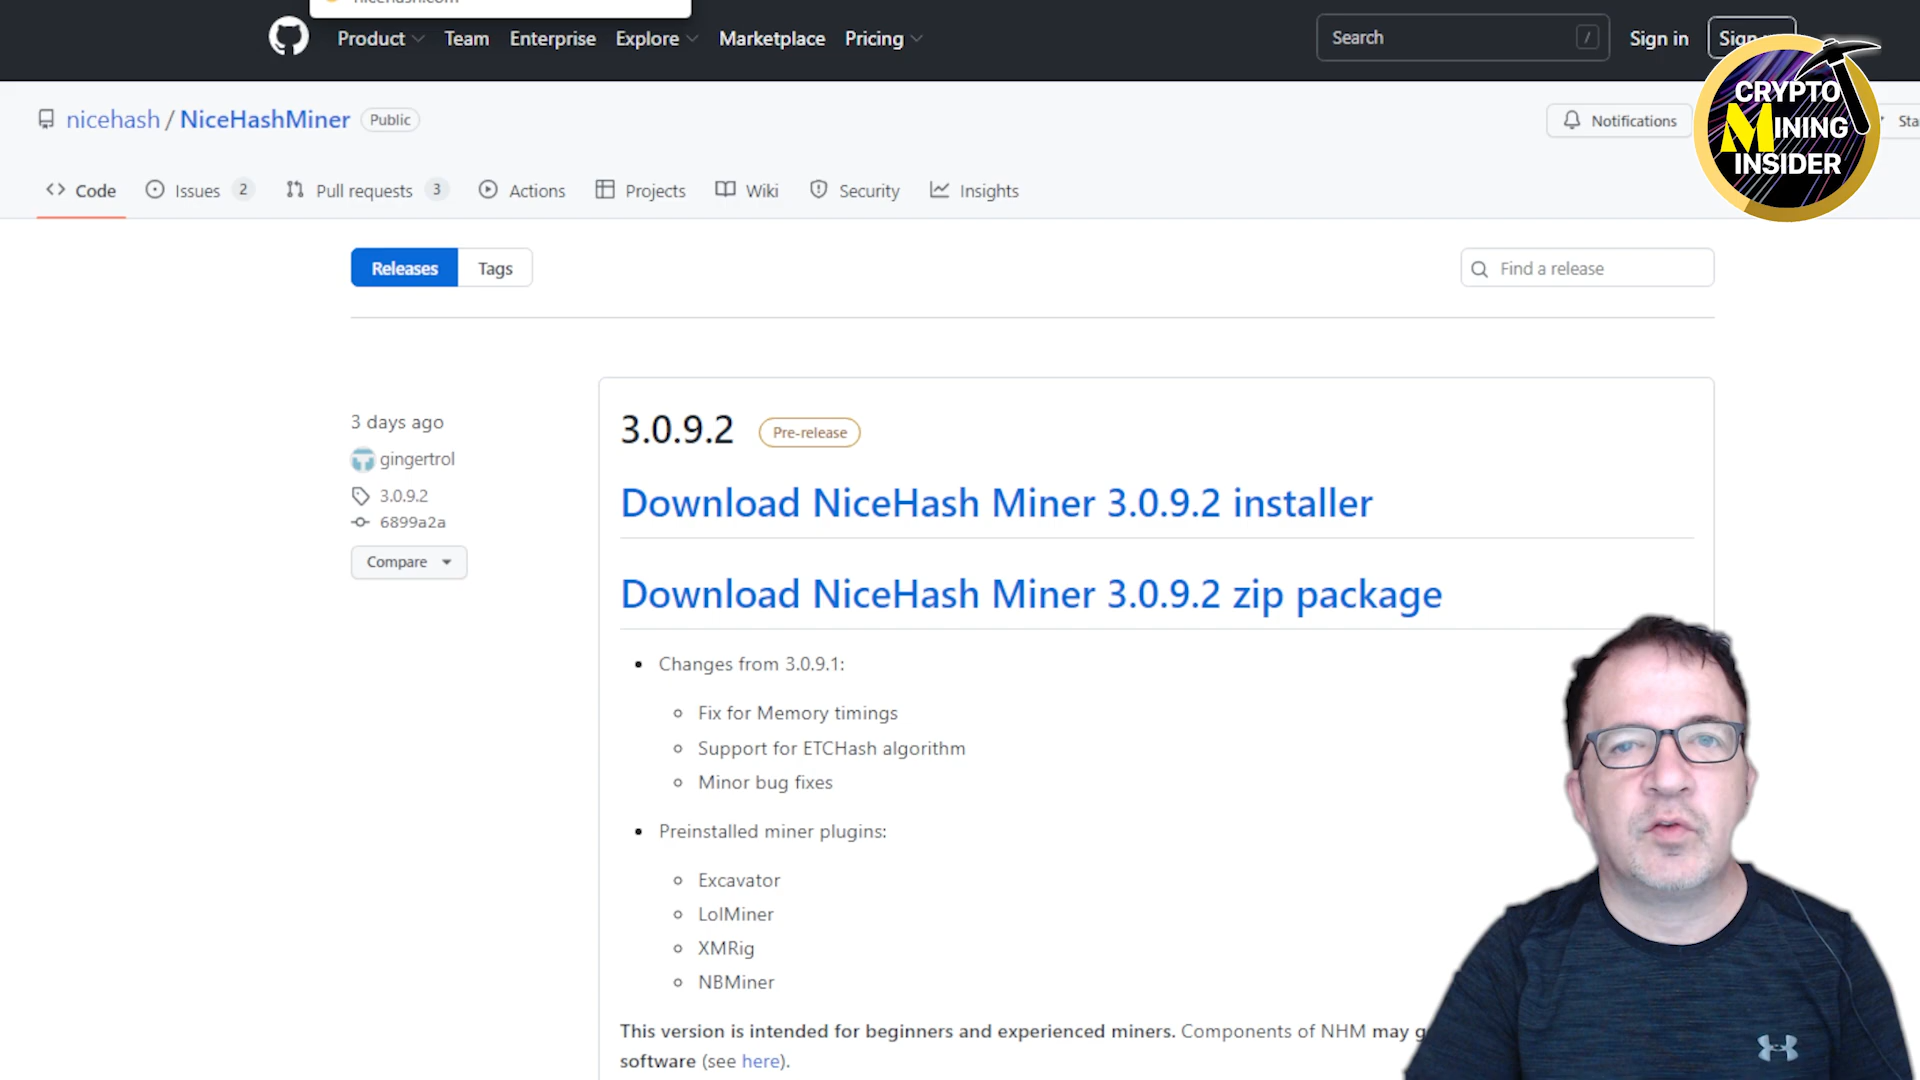 nicehash.com
Product Team Enterprise Explore Marketplace Pricing Search / Sign in Sign
nicehash / NiceHashMiner Public Notifications Sta
CRYPTO
MINING
INSIDER
Code Issues 2 Pull requests 3 Actions Projects Wiki Security Insights
Releases Tags Find a release
3 days ago
gingertrol
3.0.9.2
6899a2a
Compare
3.0.9.2 Pre-release
Download NiceHash Miner 3.0.9.2 installer
Download NiceHash Miner 3.0.9.2 zip package
Changes from 3.0.9.1:
Fix for Memory timings
Support for ETCHash algorithm
Minor bug fixes
Preinstalled miner plugins:
Excavator
LolMiner
XMRig
NBMiner
This version is intended for beginners and experienced miners. Components of NHM may g
software (see here).